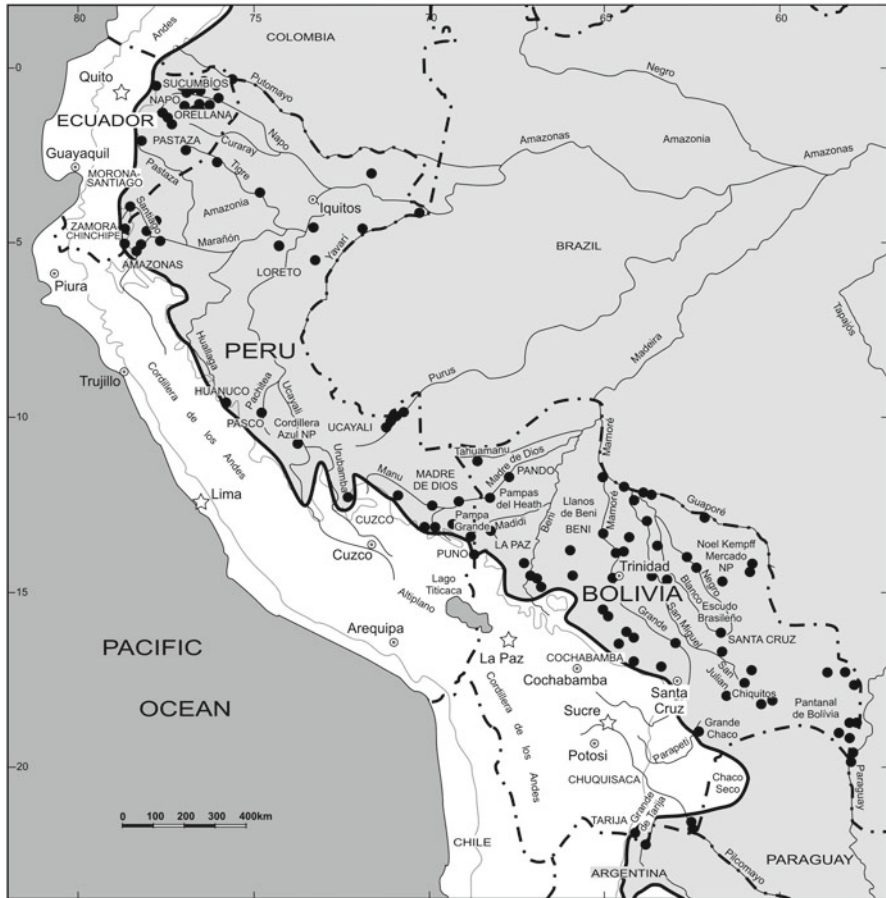 80 75 70 65 60
Andes
COLOMBIA
0
Negro
Quito
SUCUMBÍOS
Putomayo
NAPO
ORELLANA
ECUADOR
Napo
Curaray
Amazonas
Amazonia
Amazonas
Guayaquil
PASTAZA
Pastaza
Tigre
MORONA-
SANTIAGO
Santiago
Amazonia
Iquitos
ZAMORA-
CHINCHIPE
Marañón
Yavarí
BRAZIL
5
AMAZONAS
LORETO
Piura
Tapajós
Huallaga
PERU
Madeira
Trujillo
Cordillera
de
los
Andes
Purus
HUANUCO
Pachitea
Ucayali
10
PASCO
Cordillera
Azul NP
UCAYALI
Urubamba
Tahuamanu
Madre de Dios
PANDO
Mamoré
Manu
MADRE
DE DIOS
Lima
Pampas
del Heath
Beni
Llanos
de Beni
Mamoré
Guaporé
CUZCO
Pampa
Grande
Madidi
BENI
Noel Kempff
Mercado
NP
Cuzco
PUNO
LA PAZ
Trinidad
Negro
Blanco
15
Lago
Titicaca
BOLIVIA
Escudo
Brasileño
Altiplano
Grande
San Miguel
SANTA CRUZ
PACIFIC
Arequipa
La Paz
COCHABAMBA
San
Julian
Cochabamba
Santa
Cruz
Chiquitos
OCEAN
Cordillera
de
los
Andes
Sucre
Grande
Chaco
Pantanal
de Bolívia
Potosi
Parapetí
20
CHUQUISACA
Chaco
Seco
Paraguay
TARIJA
Grande
de Tarija
0 100 200 300 400km
CHILE
Pilcomayo
PARAGUAY
ARGENTINA